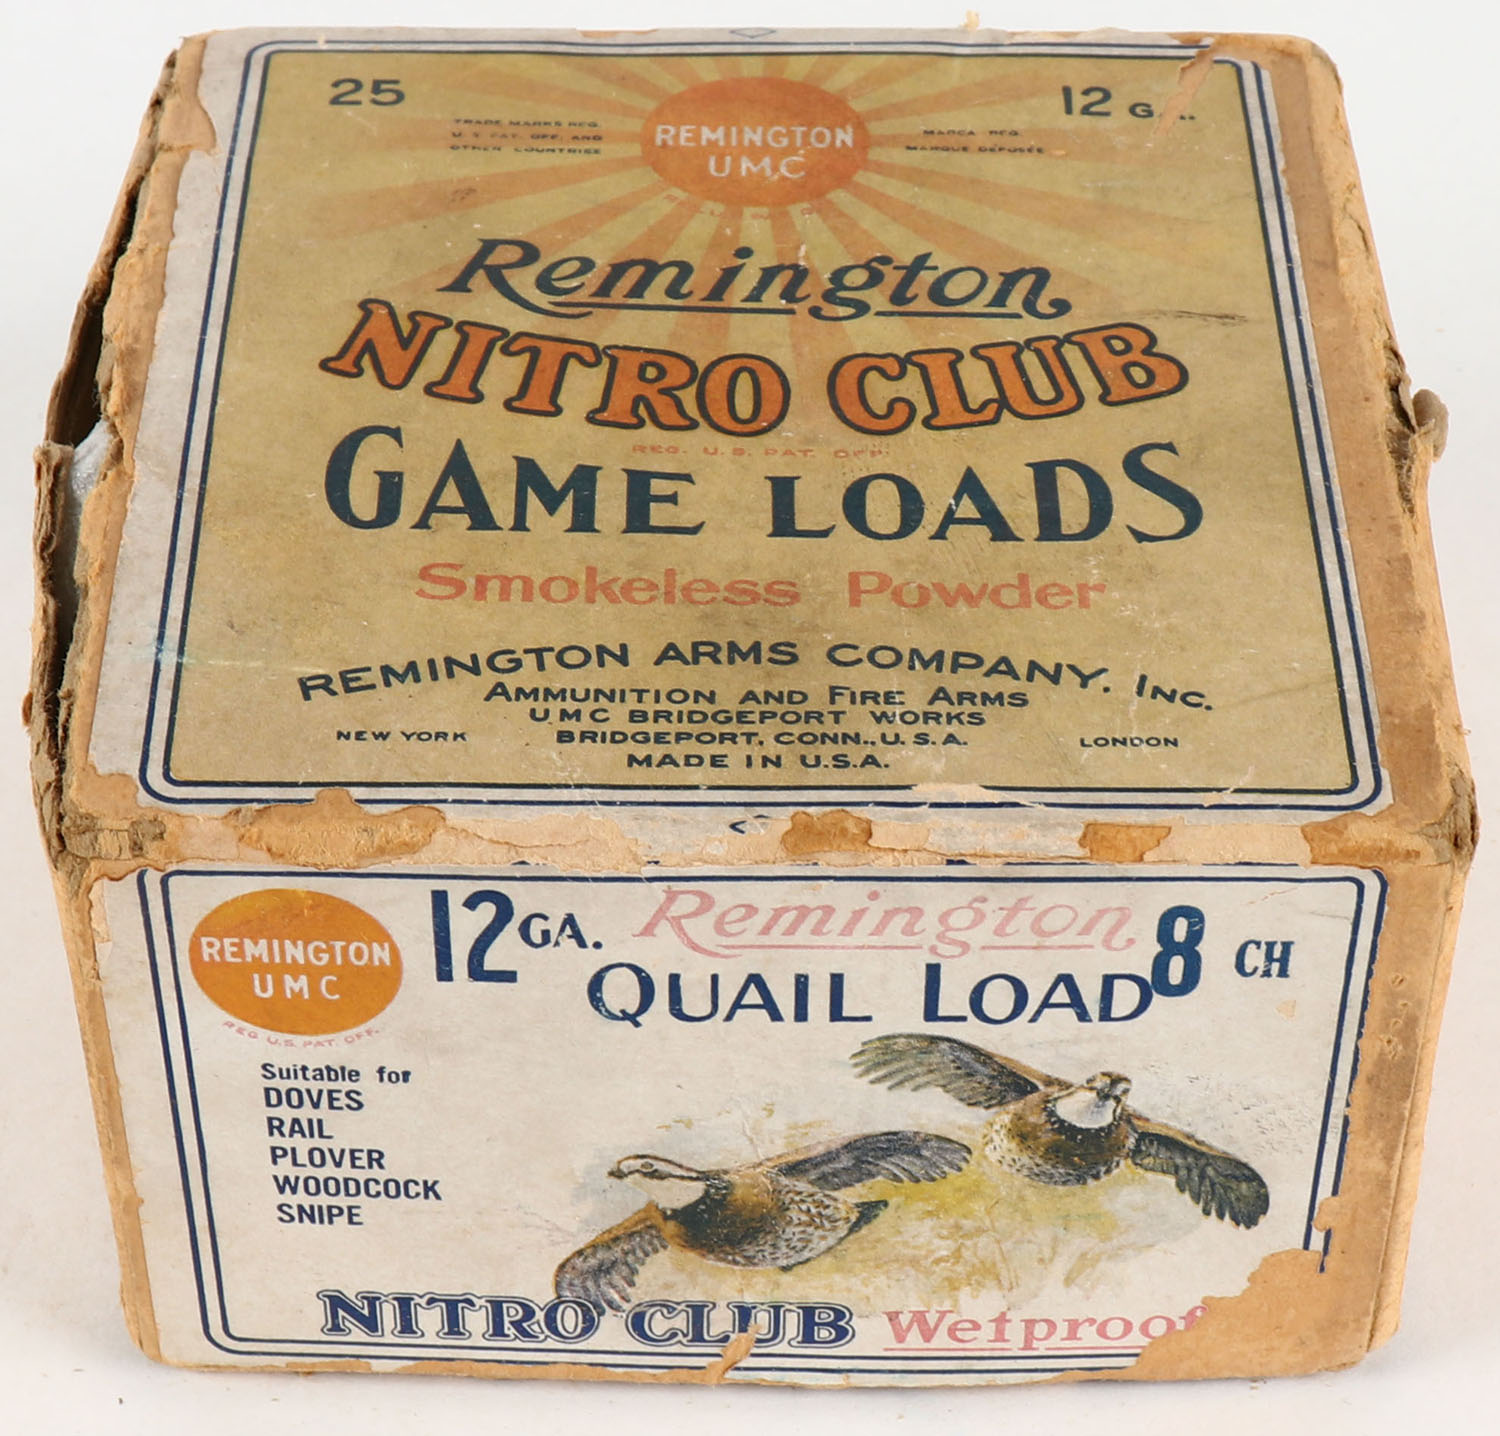 25
12 GA.
TRADE MARKS REG.
U.S. PAT. OFF. AND
OTHER COUNTRIES
REMINGTON
UMC
MARCA REG.
MARQUE DEPOSÉE
Remington
NITRO CLUB
REG. U.S. PAT. OFF.
GAME LOADS
Smokeless Powder
REMINGTON ARMS COMPANY, INC.
AMMUNITION AND FIRE ARMS
UMC BRIDGEPORT WORKS
NEW YORK BRIDGEPORT, CONN., U.S.A. LONDON
MADE IN U.S.A.
REMINGTON
UMC
REG. U.S. PAT. OFF.
12 GA. Remington 8 CH
QUAIL LOAD
Suitable for
DOVES
RAIL
PLOVER
WOODCOCK
SNIPE
NITRO CLUB Wetproof